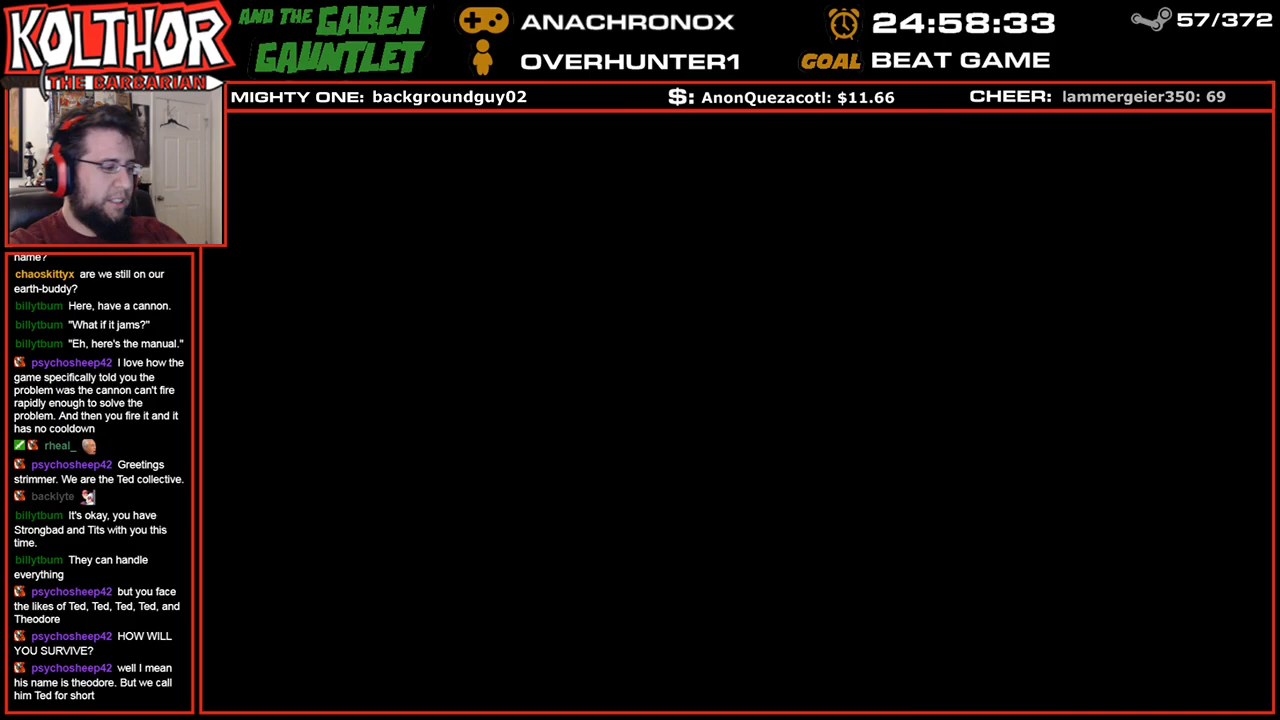 KOLTHOR
THE BARBARIAN
AND THE GABEN
GAUNTLET
ANACHRONOX
OVERHUNTER1
24:58:33
GOAL BEAT GAME
57/372
MIGHTY ONE: backgroundguy02
$: AnonQuezacotl: $11.66
CHEER: lammergeier350: 69
name?
chaoskittyx are we still on our
earth-buddy?
billytbum Here, have a cannon.
billytbum "What if it jams?"
billytbum "Eh, here's the manual."
psychosheep42 I love how the
game specifically told you the
problem was the cannon can't fire
rapidly enough to solve the
problem. And then you fire it and it
has no cooldown
rheal_
psychosheep42 Greetings
strimmer. We are the Ted collective.
backlyte
billytbum It's okay, you have
Strongbad and Tits with you this
time.
billytbum They can handle
everything
psychosheep42 but you face
the likes of Ted, Ted, Ted, Ted, and
Theodore
psychosheep42 HOW WILL
YOU SURVIVE?
psychosheep42 well I mean
his name is theodore. But we call
him Ted for short